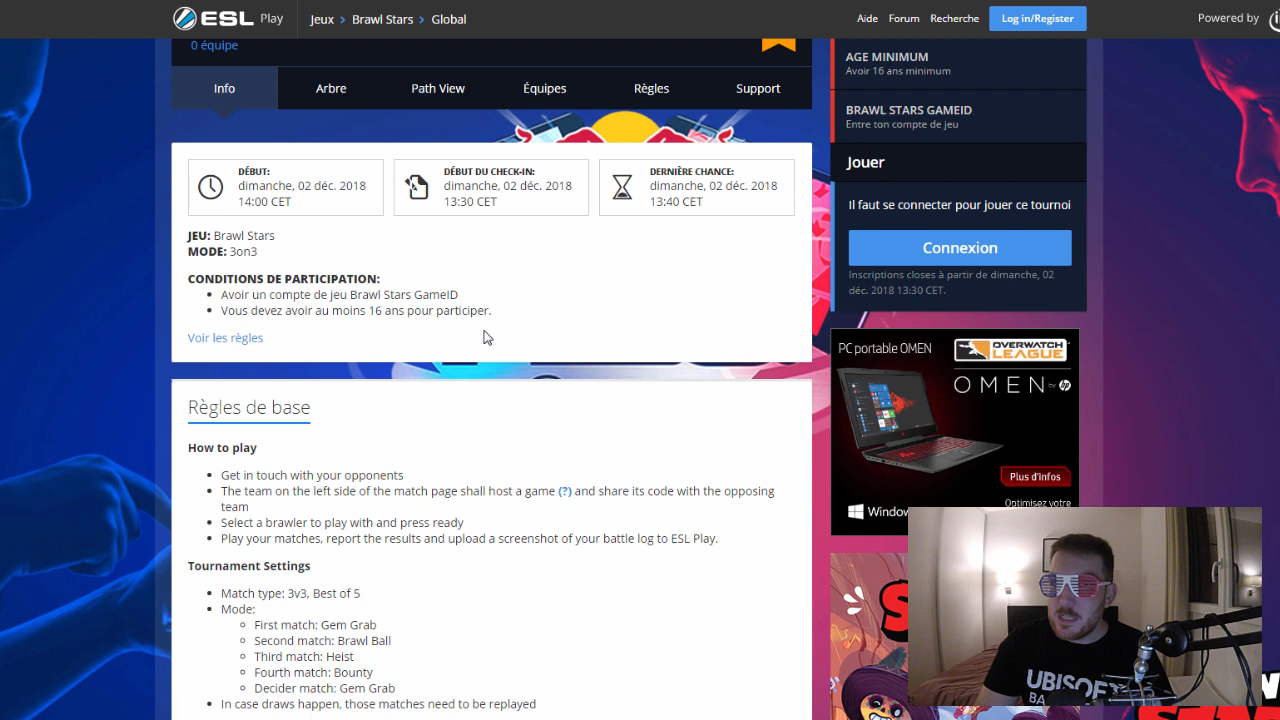 ESL Play
Jeux > Brawl Stars > Global
Aide Forum Recherche Log in/Register
Powered by
0 équipe
Info Arbre Path View Équipes Règles Support
DÉBUT:
dimanche, 02 déc. 2018
14:00 CET
DÉBUT DU CHECK-IN:
dimanche, 02 déc. 2018
13:30 CET
DERNIÈRE CHANCE:
dimanche, 02 déc. 2018
13:40 CET
JEU: Brawl Stars
MODE: 3on3
CONDITIONS DE PARTICIPATION:
Avoir un compte de jeu Brawl Stars GameID
Vous devez avoir au moins 16 ans pour participer.
Voir les règles
Règles de base
How to play
Get in touch with your opponents
The team on the left side of the match page shall host a game (?) and share its code with the opposing
team
Select a brawler to play with and press ready
Play your matches, report the results and upload a screenshot of your battle log to ESL Play.
Tournament Settings
Match type: 3v3, Best of 5
Mode:
First match: Gem Grab
Second match: Brawl Ball
Third match: Heist
Fourth match: Bounty
Decider match: Gem Grab
In case draws happen, those matches need to be replayed
AGE MINIMUM
Avoir 16 ans minimum
BRAWL STARS GAMEID
Entre ton compte de jeu
Jouer
Il faut se connecter pour jouer ce tournoi
Connexion
Inscriptions closes à partir de dimanche, 02
déc. 2018 13:30 CET.
PC portable OMEN
OVERWATCH
LEAGUE
OMEN by hp
Plus d'infos
Optimisez votre
UBISOFT